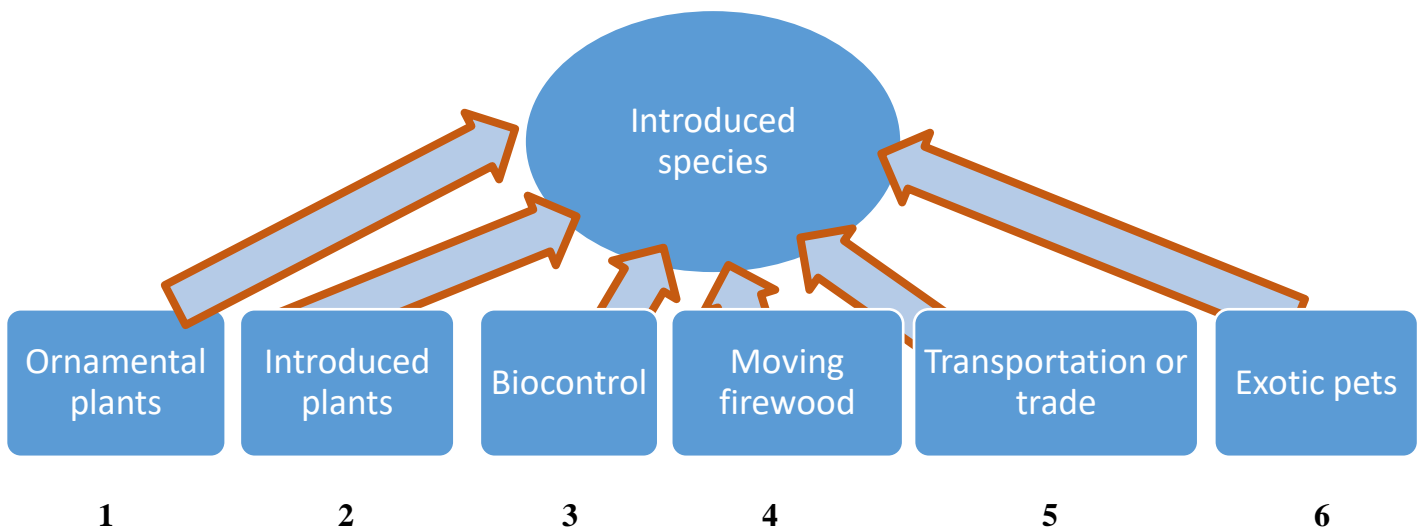 Introduced
species
Ornamental
plants
Introduced
plants
Biocontrol
Moving
firewood
Transportation or
trade
Exotic pets
1 2 3 4 5 6